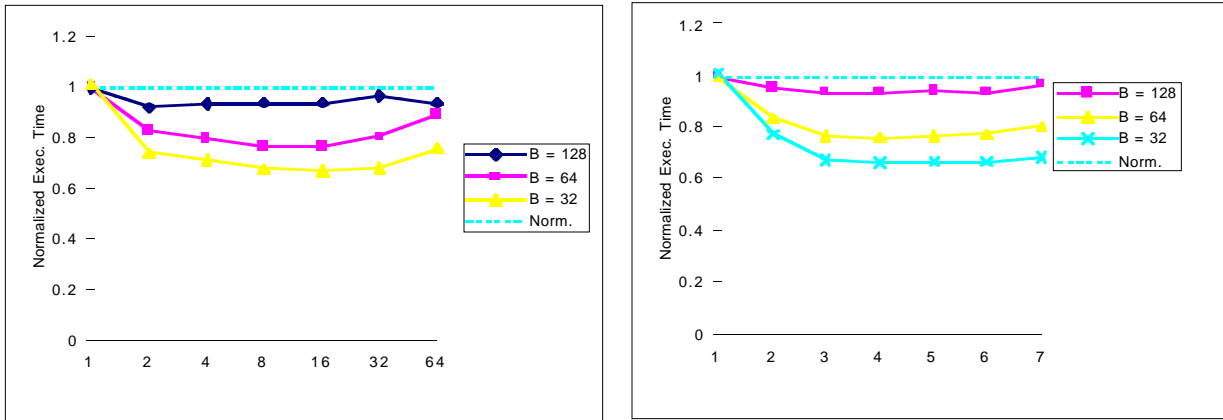 Normalized Exec. Time
1.2
1
0.8
0.6
0.4
0.2
0
1 2 4 8 16 32 64
B = 128
B = 64
B = 32
Norm.
Normalized Exec. Time
1.2
1
0.8
0.6
0.4
0.2
0
1 2 3 4 5 6 7
B = 128
B = 64
B = 32
Norm.